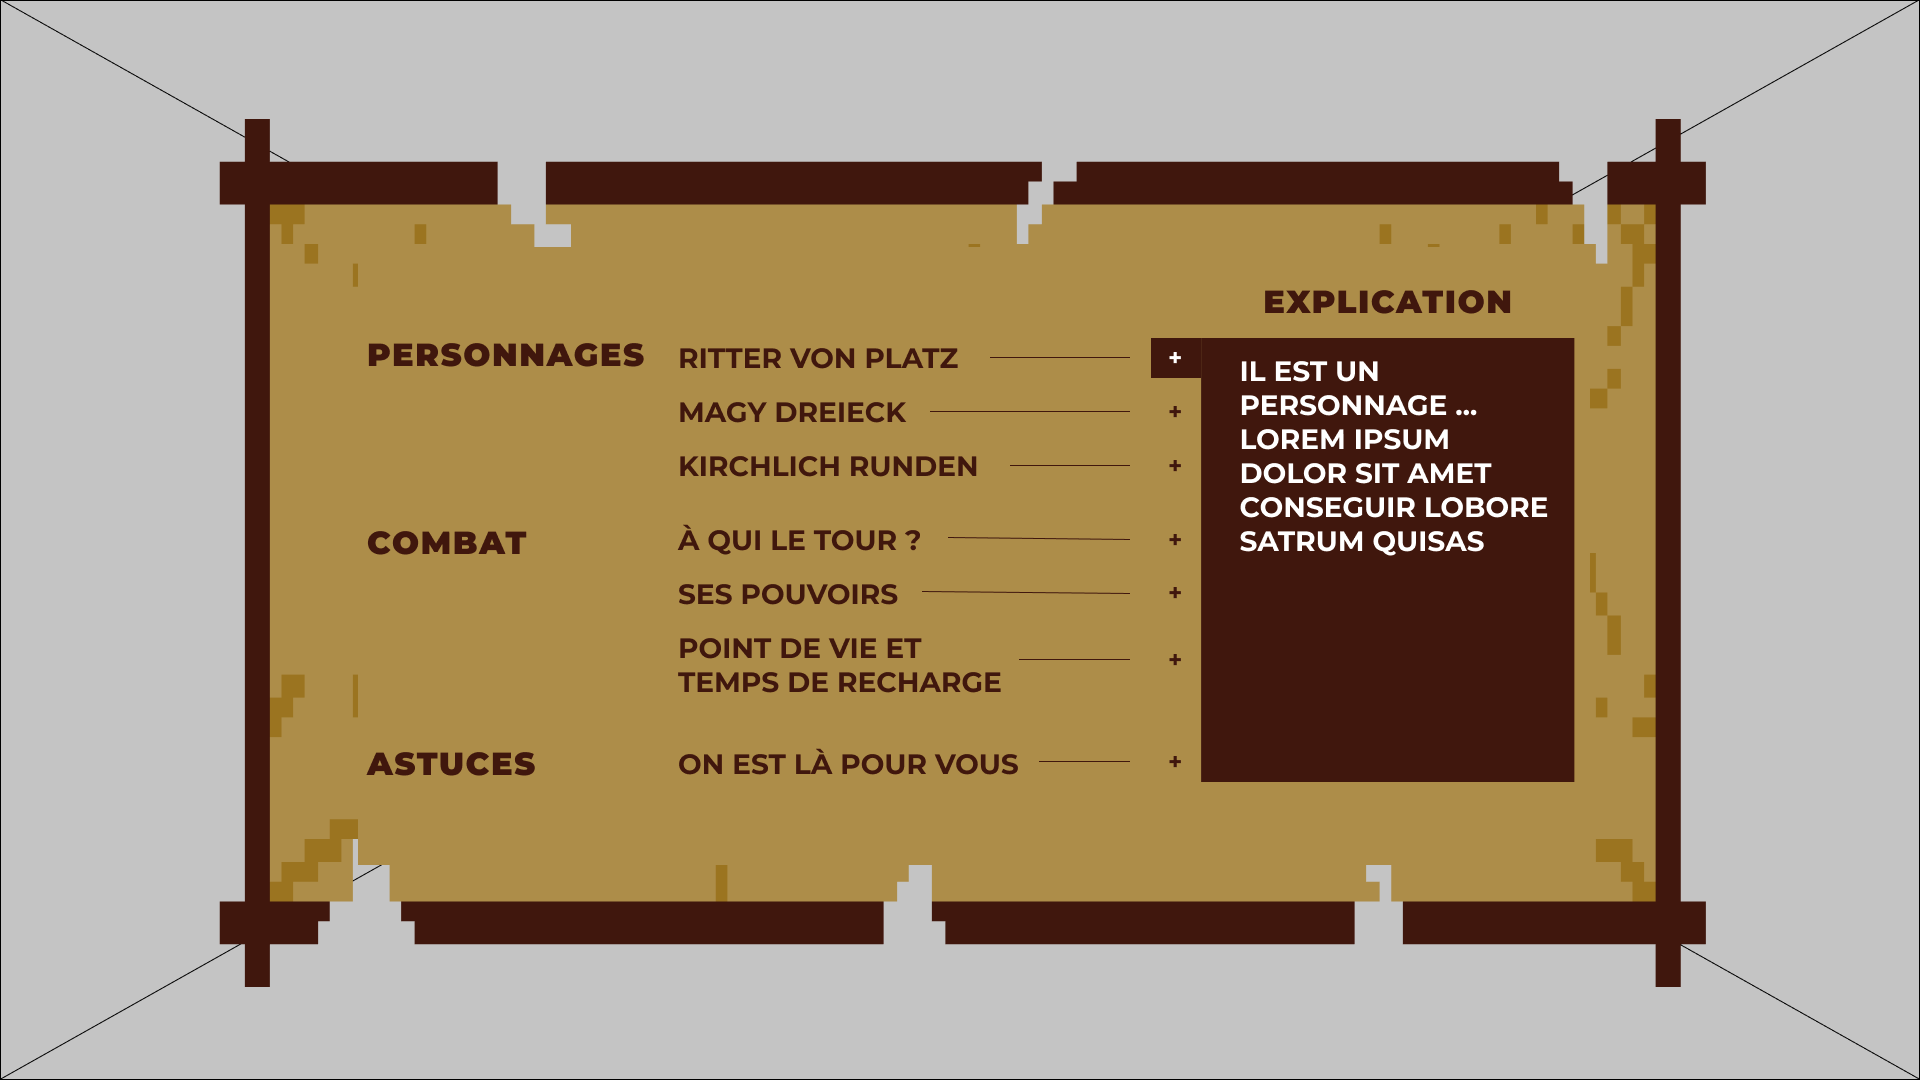 EXPLICATION
PERSONNAGES
RITTER VON PLATZ +
MAGY DREIECK +
KIRCHLICH RUNDEN +
COMBAT
À QUI LE TOUR ? +
SES POUVOIRS +
POINT DE VIE ET
TEMPS DE RECHARGE +
ASTUCES
ON EST LÀ POUR VOUS +
IL EST UN
PERSONNAGE ...
LOREM IPSUM
DOLOR SIT AMET
CONSEGUIR LOBORE
SATRUM QUISAS